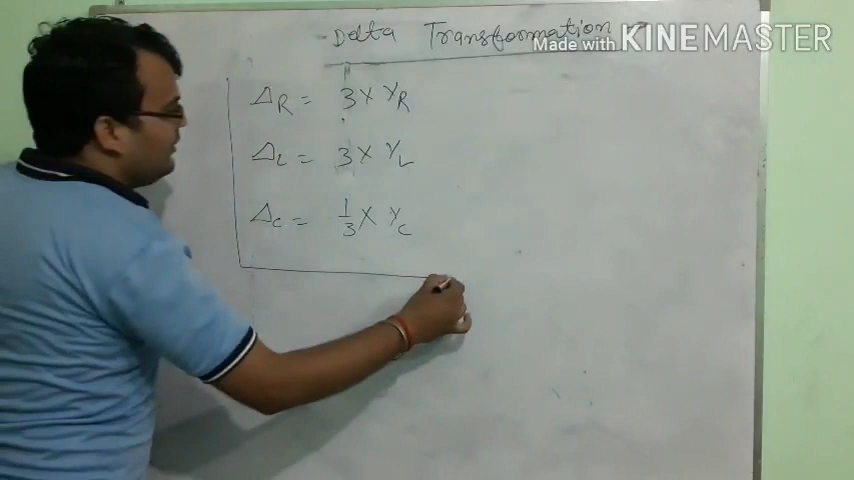 Delta Transformation
Made with KINEMASTER
ΔR = 3 X YR
ΔL = 3 X YL
ΔC = 1/3 X YC